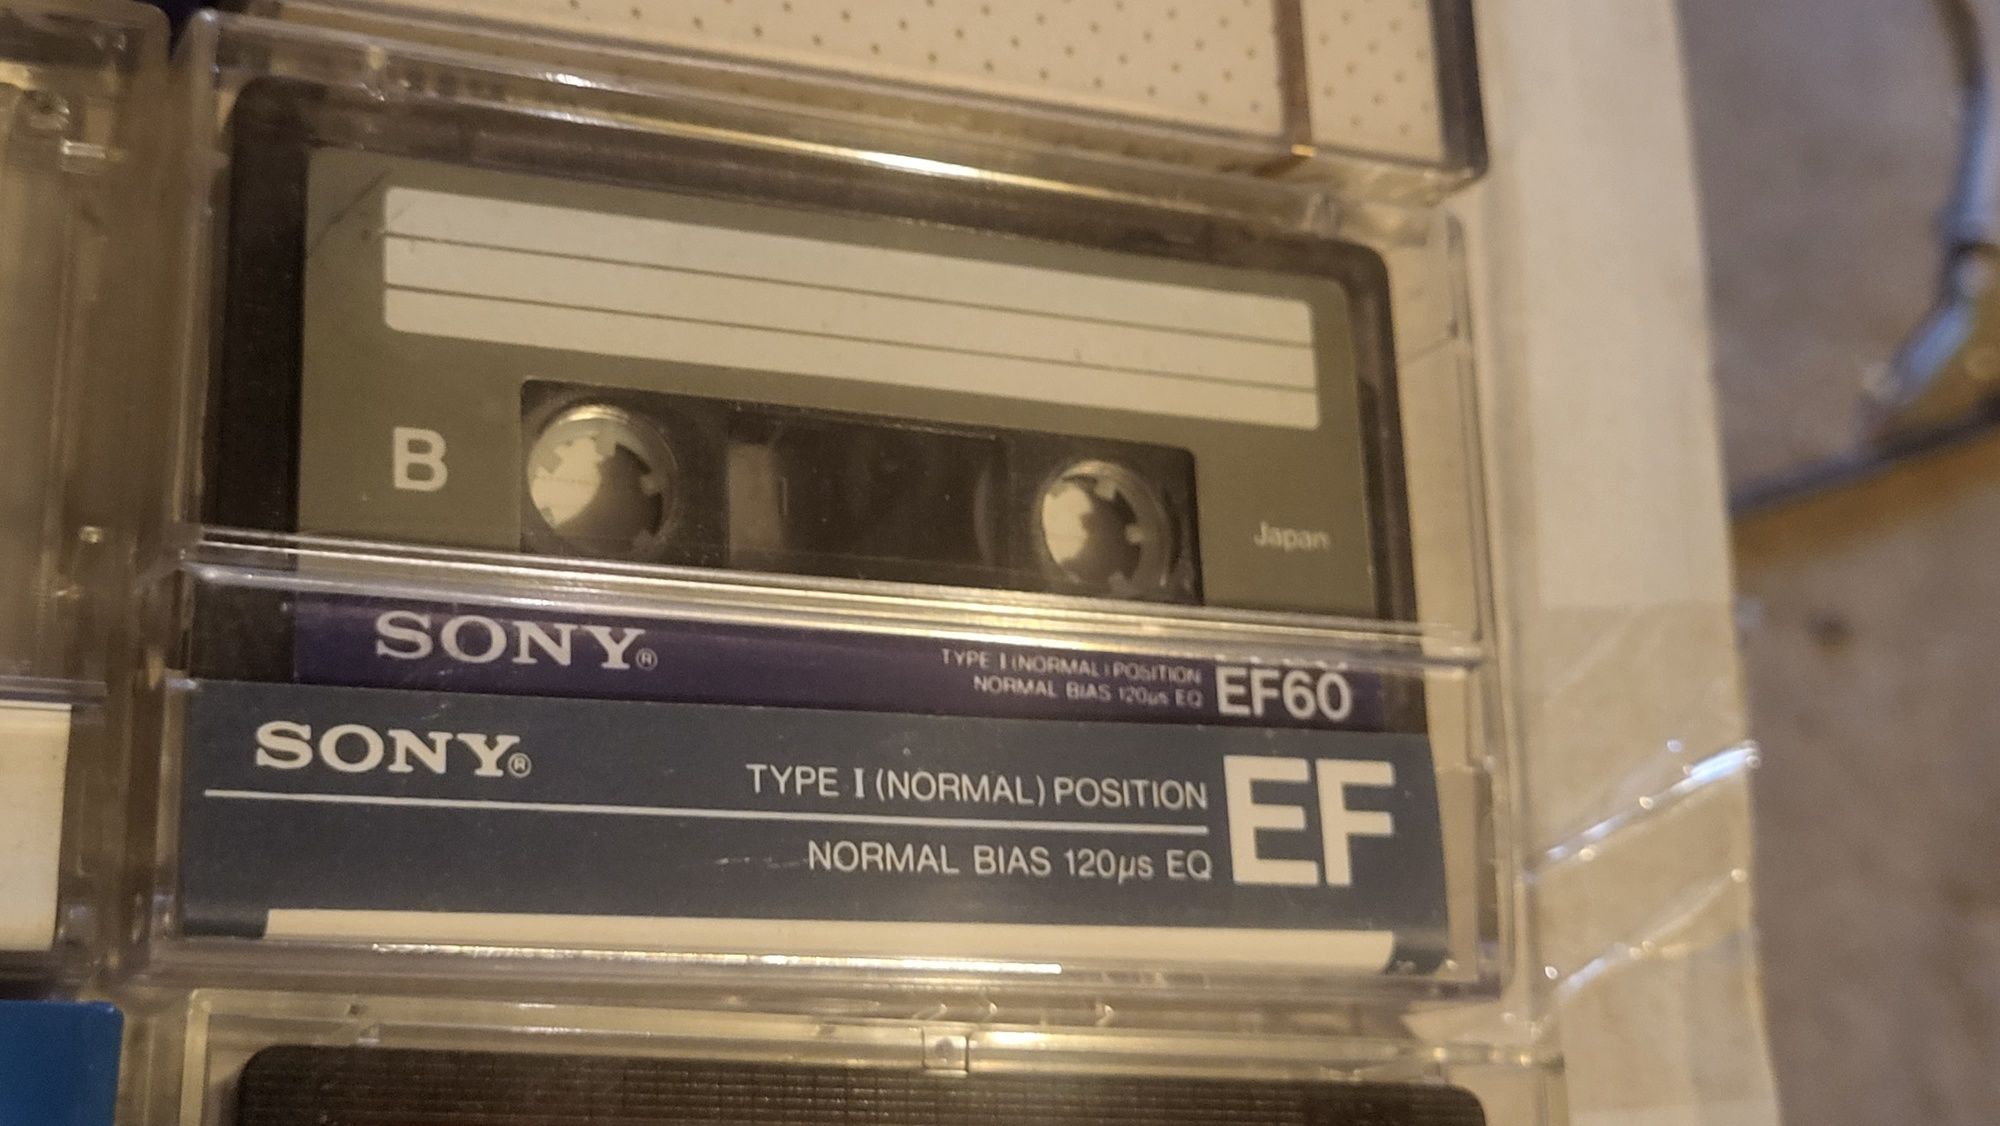 B
Japan
SONY®
TYPE I (NORMAL) POSITION
NORMAL BIAS 120µs EQ
EF60
SONY®
TYPE I (NORMAL) POSITION
NORMAL BIAS 120µs EQ
EF